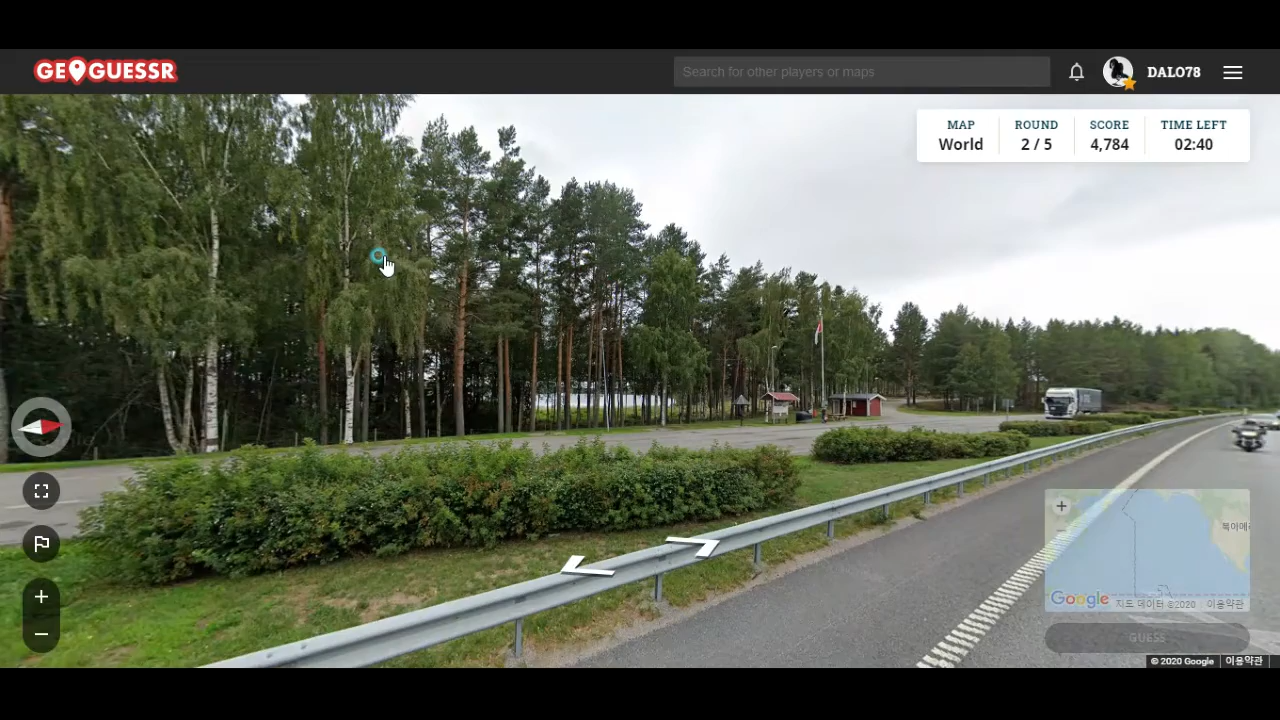 GEOGUESSR
Search for other players or maps
DALO78
MAP
World
ROUND
2 / 5
SCORE
4,784
TIME LEFT
02:40
북아메
Google
지도 데이터 ©2020
이용약관
GUESS
© 2020 Google
이용약관